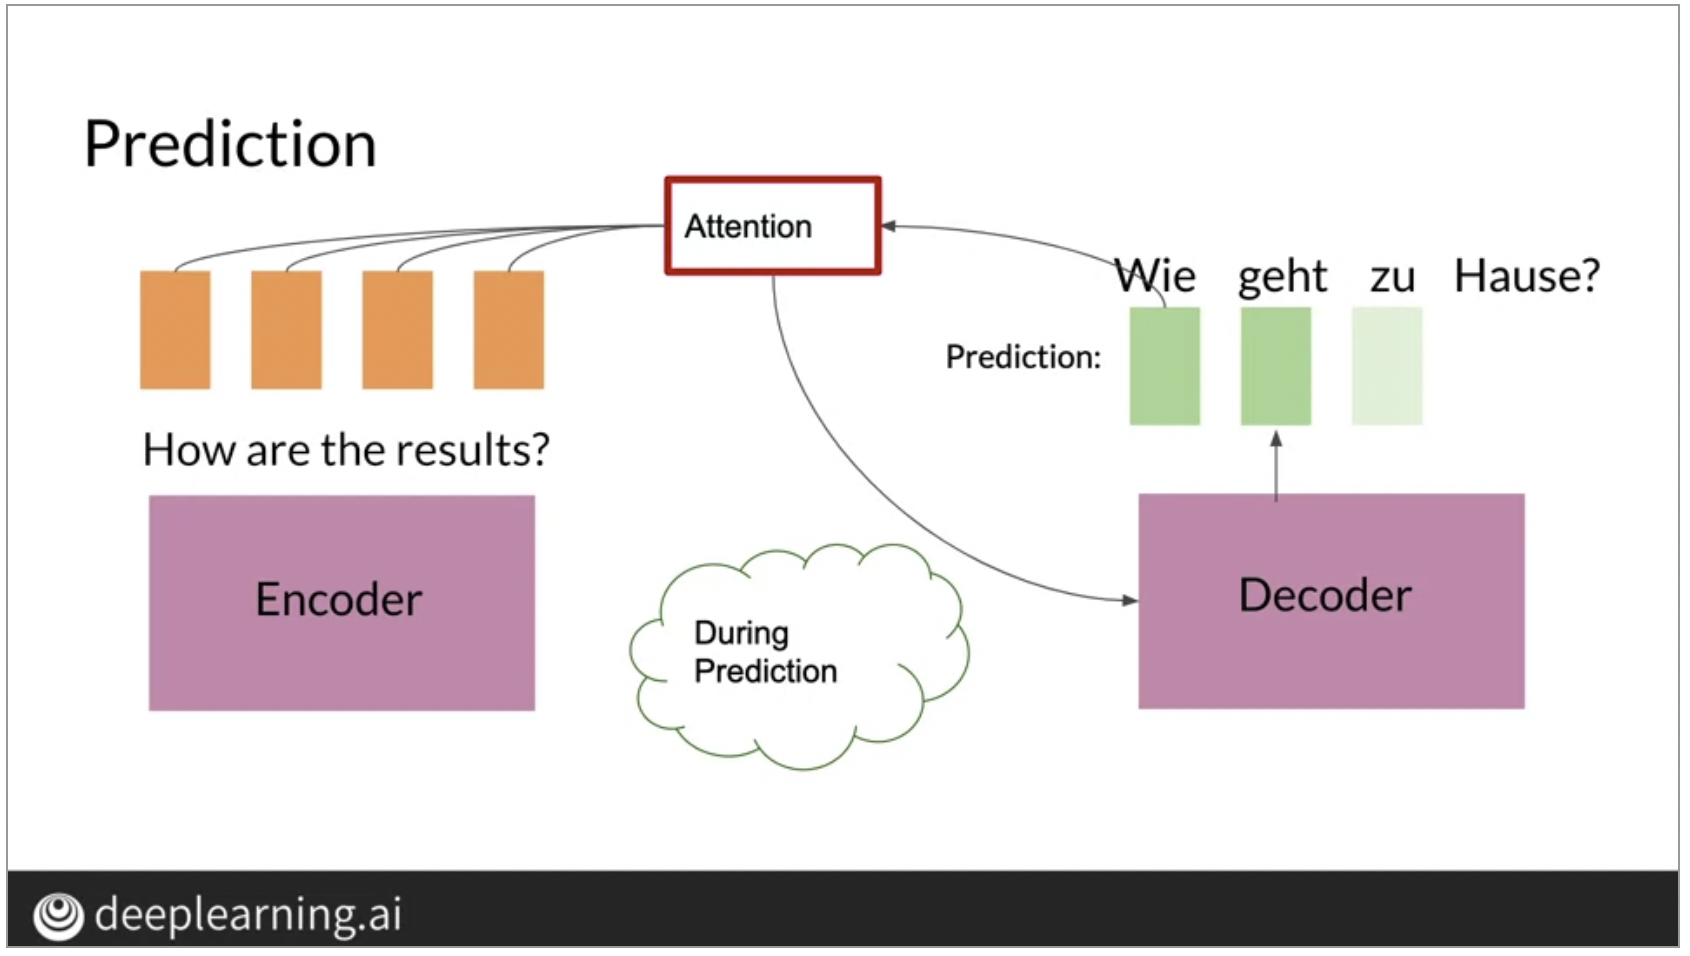 Prediction
Attention
Wie geht zu Hause?
Prediction:
How are the results?
Encoder
During
Prediction
Decoder
deeplearning.ai